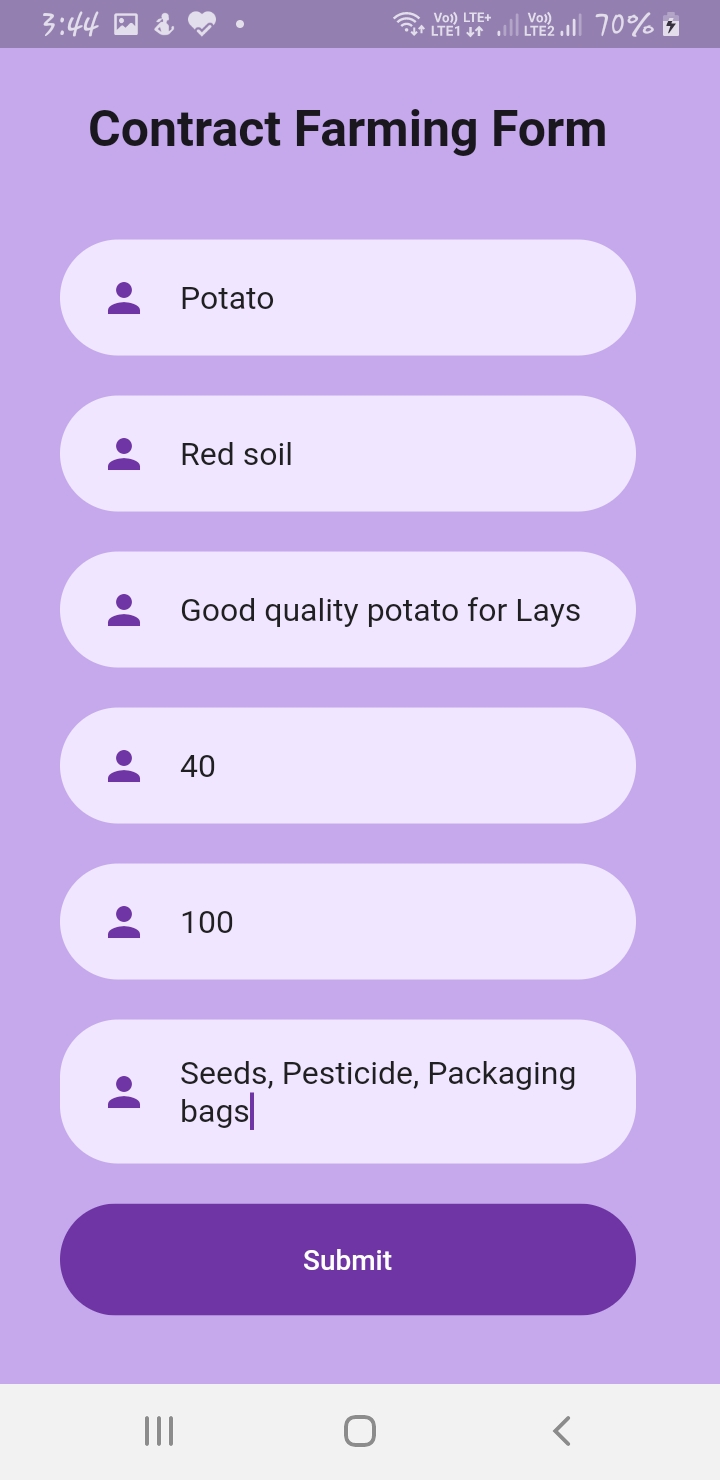 3:44 Vo)) LTE+ Vo)) 70%
LTE1 LTE2
Contract Farming Form
Potato
Red soil
Good quality potato for Lays
40
100
Seeds, Pesticide, Packaging
bags
Submit